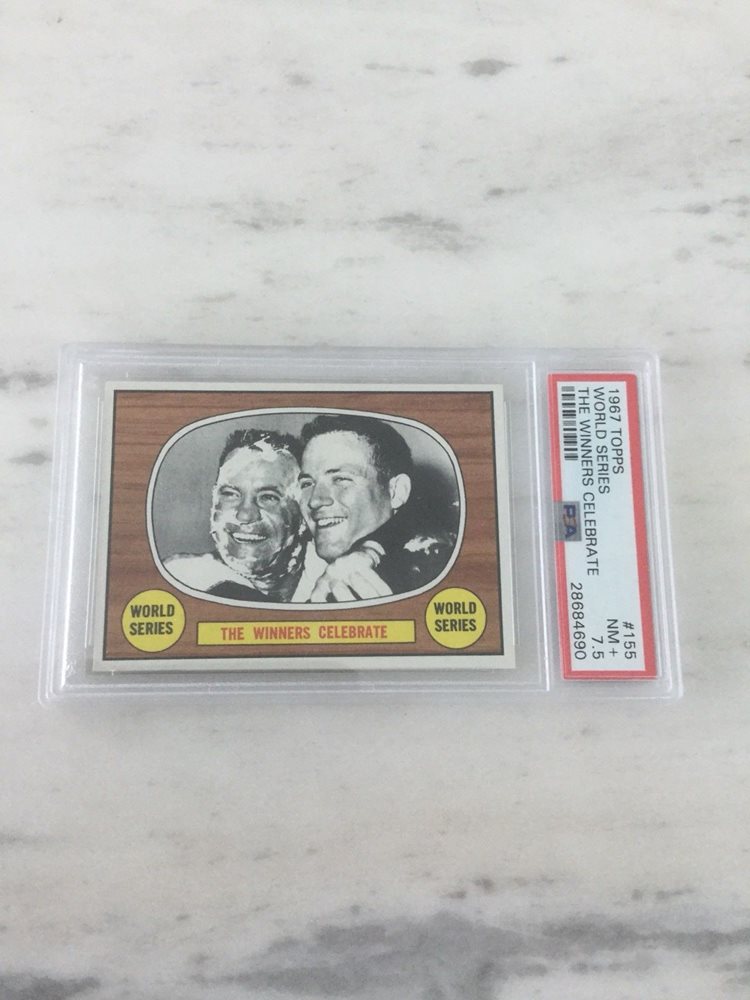 WORLD
SERIES
THE WINNERS CELEBRATE
WORLD
SERIES
1967 TOPPS
WORLD SERIES
THE WINNERS CELEBRATE
#155
NM+
7.5
PSA
28684690